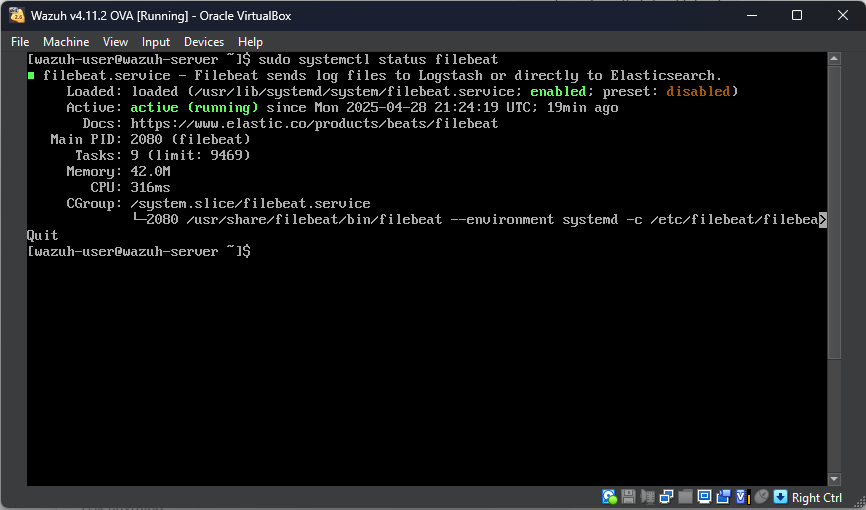 Wazuh v4.11.2 OVA [Running] - Oracle VirtualBox
File Machine View Input Devices Help
[wazuh-user@wazuh-server ~]$ sudo systemctl status filebeat
filebeat.service - Filebeat sends log files to Logstash or directly to Elasticsearch.
Loaded: loaded (/usr/lib/systemd/system/filebeat.service; enabled; preset: disabled)
Active: active (running) since Mon 2025-04-28 21:24:19 UTC; 19min ago
Docs: https://www.elastic.co/products/beats/filebeat
Main PID: 2080 (filebeat)
Tasks: 9 (limit: 9469)
Memory: 42.0M
CPU: 316ms
CGroup: /system.slice/filebeat.service
└─2080 /usr/share/filebeat/bin/filebeat --environment systemd -c /etc/filebeat/filebea>
Quit
[wazuh-user@wazuh-server ~]$
Right Ctrl